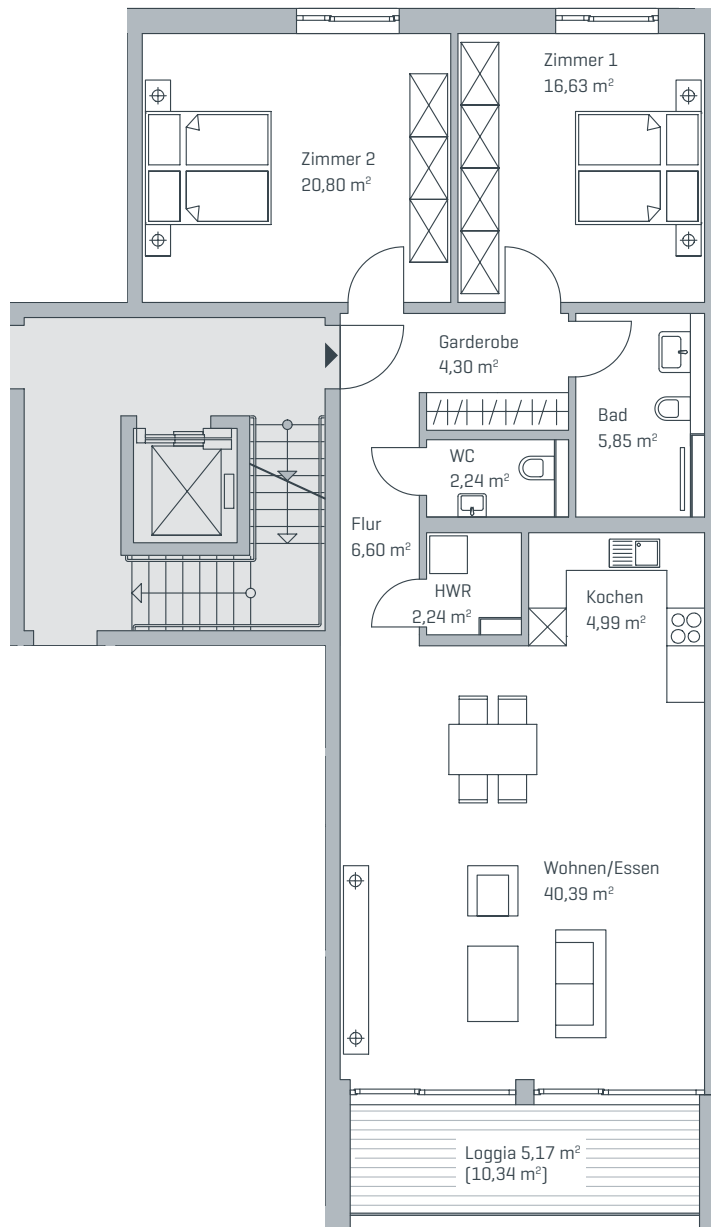 Zimmer 1
16,63 m²
Zimmer 2
20,80 m²
Garderobe
4,30 m²
Bad
5,85 m²
WC
2,24 m²
Flur
6,60 m²
HWR
2,24 m²
Kochen
4,99 m²
Wohnen/Essen
40,39 m²
Loggia 5,17 m²
(10,34 m²)